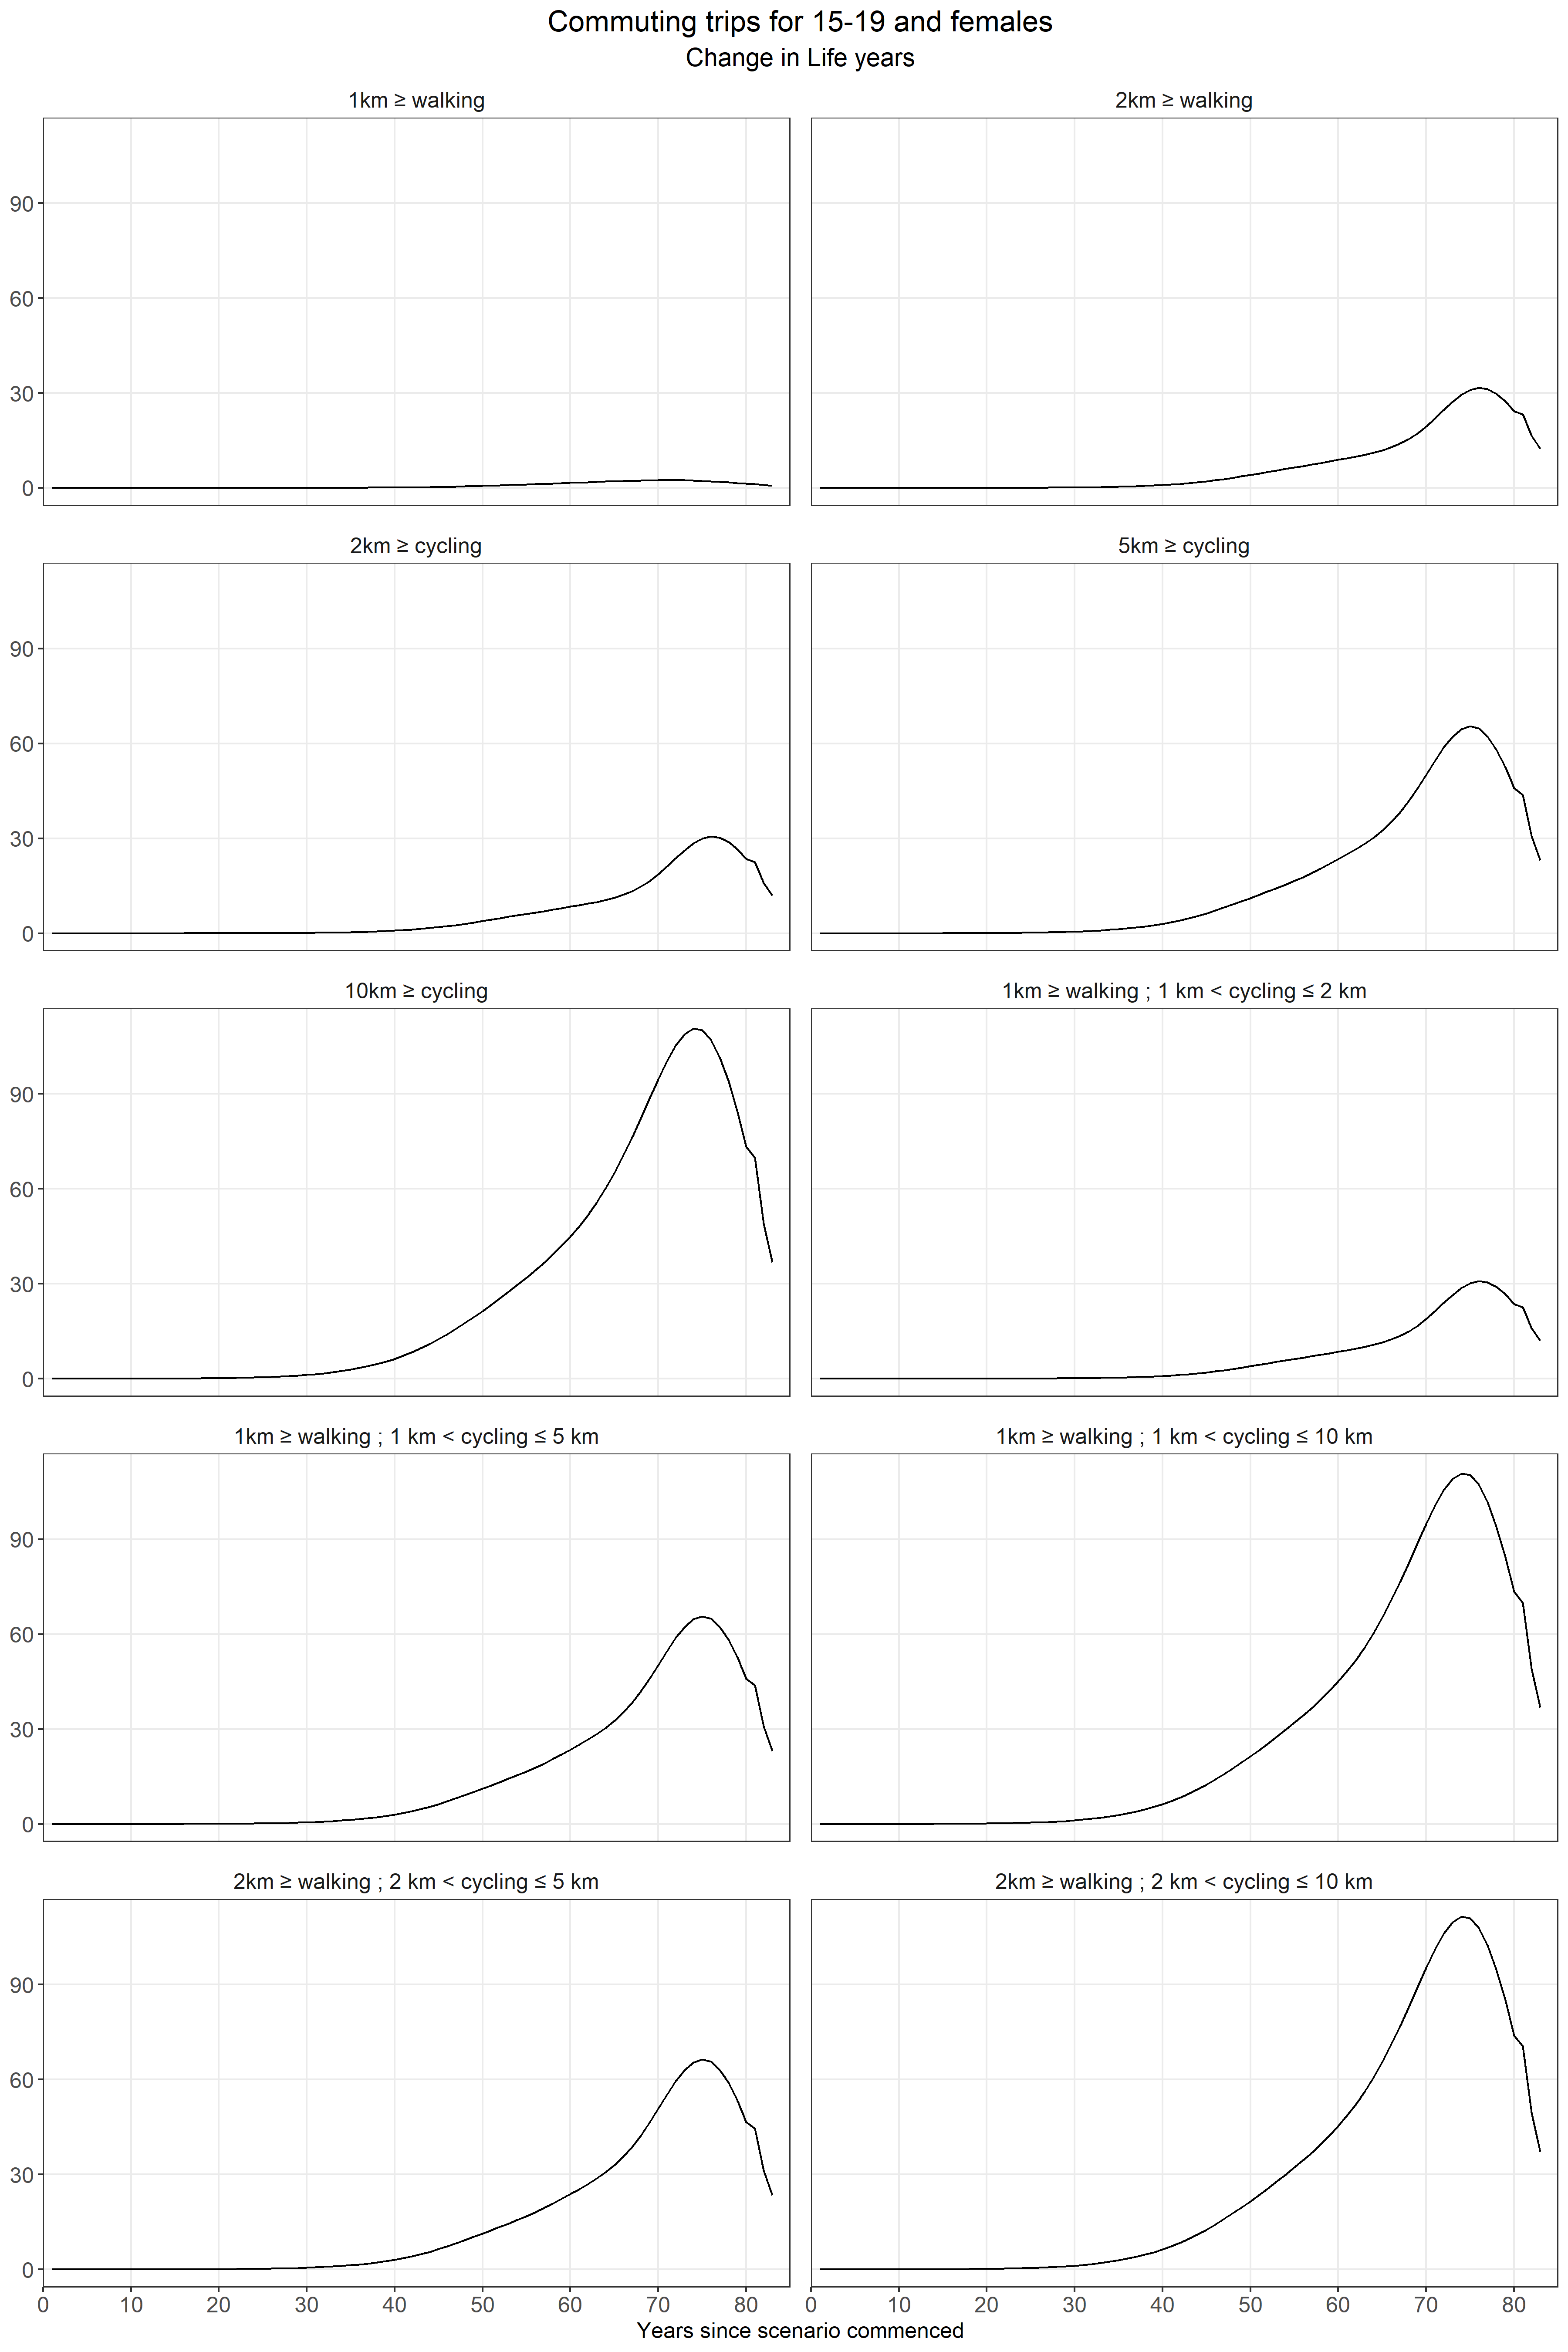 Commuting trips for 15-19 and females
Change in Life years
1km ≥ walking
2km ≥ walking
90
60
30
0
2km ≥ cycling
5km ≥ cycling
90
60
30
0
10km ≥ cycling
1km ≥ walking ; 1 km < cycling ≤ 2 km
90
60
30
0
1km ≥ walking ; 1 km < cycling ≤ 5 km
1km ≥ walking ; 1 km < cycling ≤ 10 km
90
60
30
0
2km ≥ walking ; 2 km < cycling ≤ 5 km
2km ≥ walking ; 2 km < cycling ≤ 10 km
90
60
30
0
0 10 20 30 40 50 60 70 80 0 10 20 30 40 50 60 70 80
Years since scenario commenced